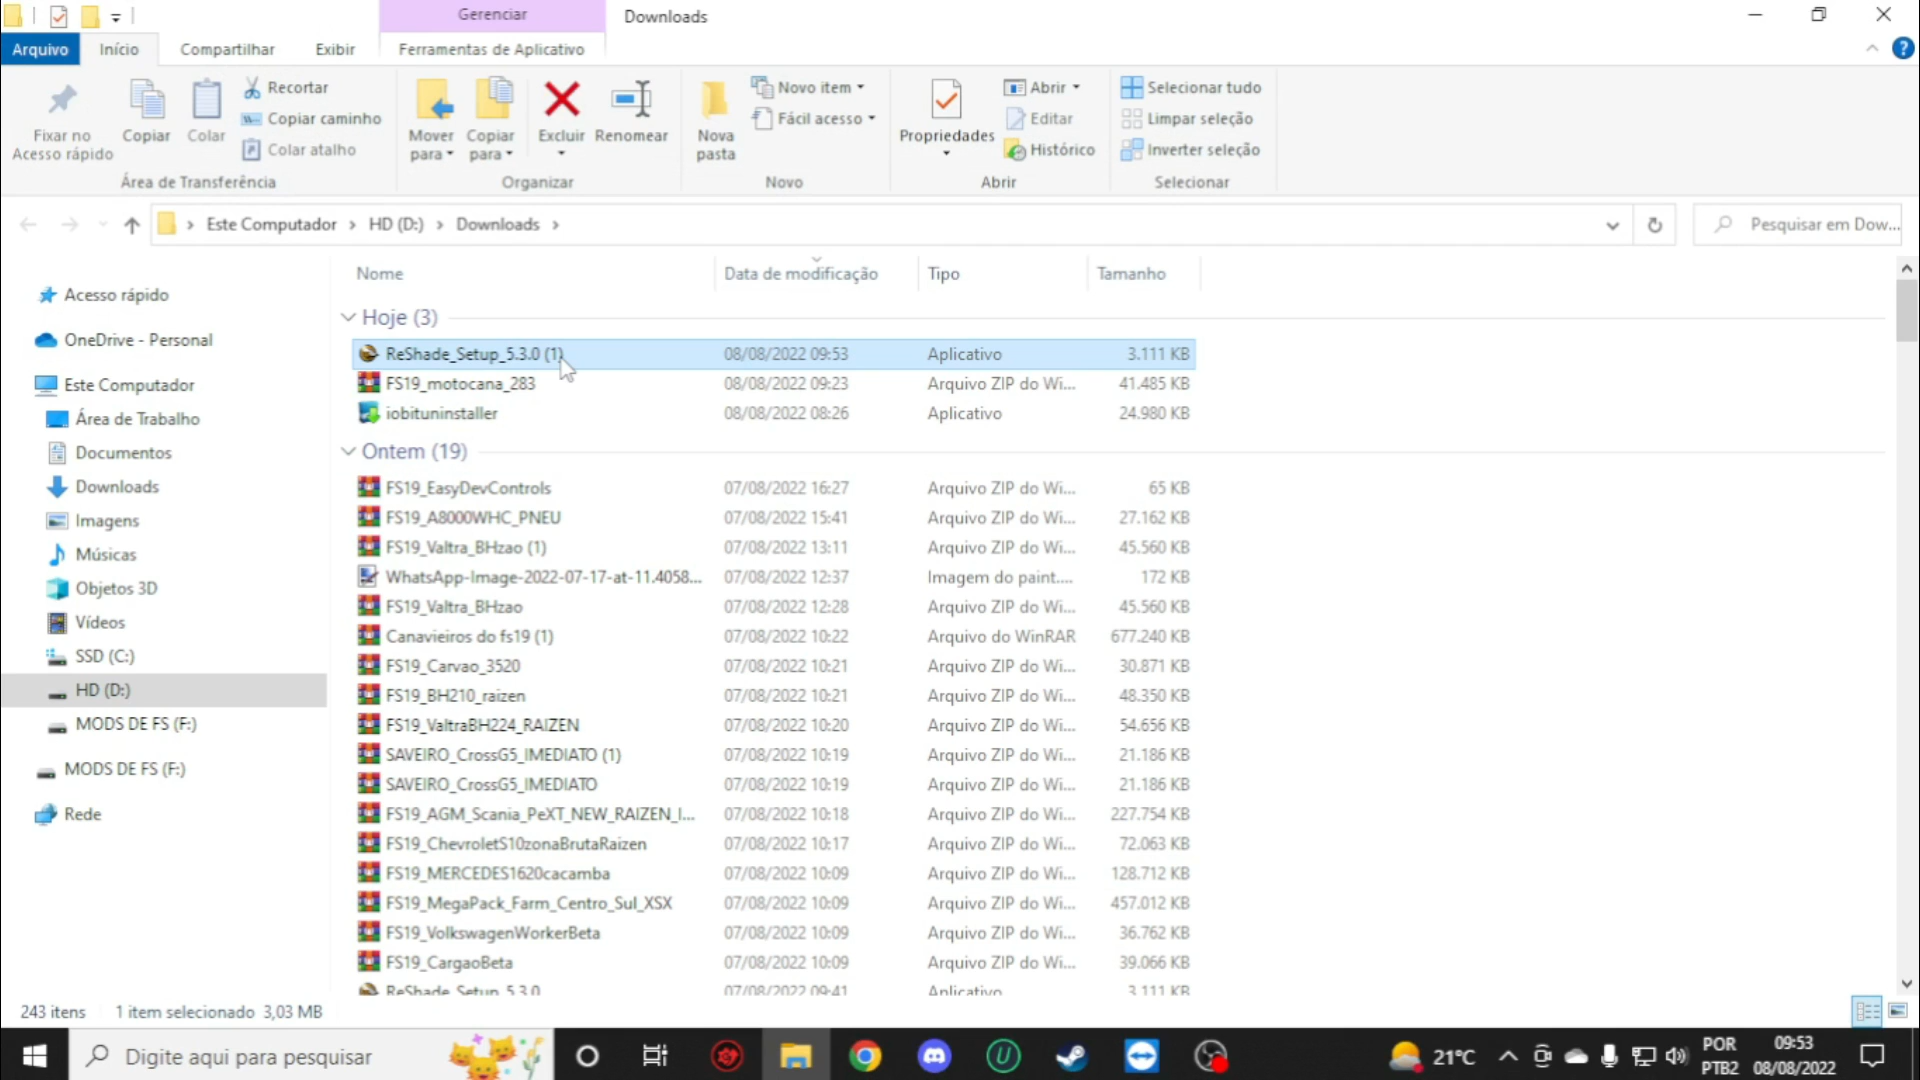 Gerenciar
Downloads
Arquivo
Início
Compartilhar
Exibir
Ferramentas de Aplicativo
Fixar no
Acesso rápido
Copiar
Colar
Recortar
Copiar caminho
Colar atalho
Área de Transferência
Mover
para
Copiar
para
Excluir
Renomear
Organizar
Nova
pasta
Novo item
Fácil acesso
Novo
Propriedades
Abrir
Editar
Histórico
Abrir
Selecionar tudo
Limpar seleção
Inverter seleção
Selecionar
Este Computador > HD (D:) > Downloads >
Pesquisar em Dow...
Acesso rápido
OneDrive - Personal
Este Computador
Área de Trabalho
Documentos
Downloads
Imagens
Músicas
Objetos 3D
Vídeos
SSD (C:)
HD (D:)
MODS DE FS (F:)
MODS DE FS (F:)
Rede
Nome Data de modificação Tipo Tamanho
Hoje (3)
ReShade_Setup_5.3.0 (1) 08/08/2022 09:53 Aplicativo 3.111 KB
FS19_motocana_283 08/08/2022 09:23 Arquivo ZIP do Wi... 41.485 KB
iobituninstaller 08/08/2022 08:26 Aplicativo 24.980 KB
Ontem (19)
FS19_EasyDevControls 07/08/2022 16:27 Arquivo ZIP do Wi... 65 KB
FS19_A8000WHC_PNEU 07/08/2022 15:41 Arquivo ZIP do Wi... 27.162 KB
FS19_Valtra_BHzao (1) 07/08/2022 13:11 Arquivo ZIP do Wi... 45.560 KB
WhatsApp-Image-2022-07-17-at-11.4058... 07/08/2022 12:37 Imagem do paint.... 172 KB
FS19_Valtra_BHzao 07/08/2022 12:28 Arquivo ZIP do Wi... 45.560 KB
Canavieiros do fs19 (1) 07/08/2022 10:22 Arquivo do WinRAR 677.240 KB
FS19_Carvao_3520 07/08/2022 10:21 Arquivo ZIP do Wi... 30.871 KB
FS19_BH210_raizen 07/08/2022 10:21 Arquivo ZIP do Wi... 48.350 KB
FS19_ValtraBH224_RAIZEN 07/08/2022 10:20 Arquivo ZIP do Wi... 54.656 KB
SAVEIRO_CrossG5_IMEDIATO (1) 07/08/2022 10:19 Arquivo ZIP do Wi... 21.186 KB
SAVEIRO_CrossG5_IMEDIATO 07/08/2022 10:19 Arquivo ZIP do Wi... 21.186 KB
FS19_AGM_Scania_PeXT_NEW_RAIZEN_I... 07/08/2022 10:18 Arquivo ZIP do Wi... 227.754 KB
FS19_ChevroletS10zonaBrutaRaizen 07/08/2022 10:17 Arquivo ZIP do Wi... 72.063 KB
FS19_MERCEDES1620cacamba 07/08/2022 10:09 Arquivo ZIP do Wi... 128.712 KB
FS19_MegaPack_Farm_Centro_Sul_XSX 07/08/2022 10:09 Arquivo ZIP do Wi... 457.012 KB
FS19_VolkswagenWorkerBeta 07/08/2022 10:09 Arquivo ZIP do Wi... 36.762 KB
FS19_CargaoBeta 07/08/2022 10:09 Arquivo ZIP do Wi... 39.066 KB
ReShade_Setup_5.3.0 07/08/2022 09:41 Aplicativo 3.111 KB
243 itens 1 item selecionado 3,03 MB
Digite aqui para pesquisar
21°C
POR
PTB2
09:53
08/08/2022